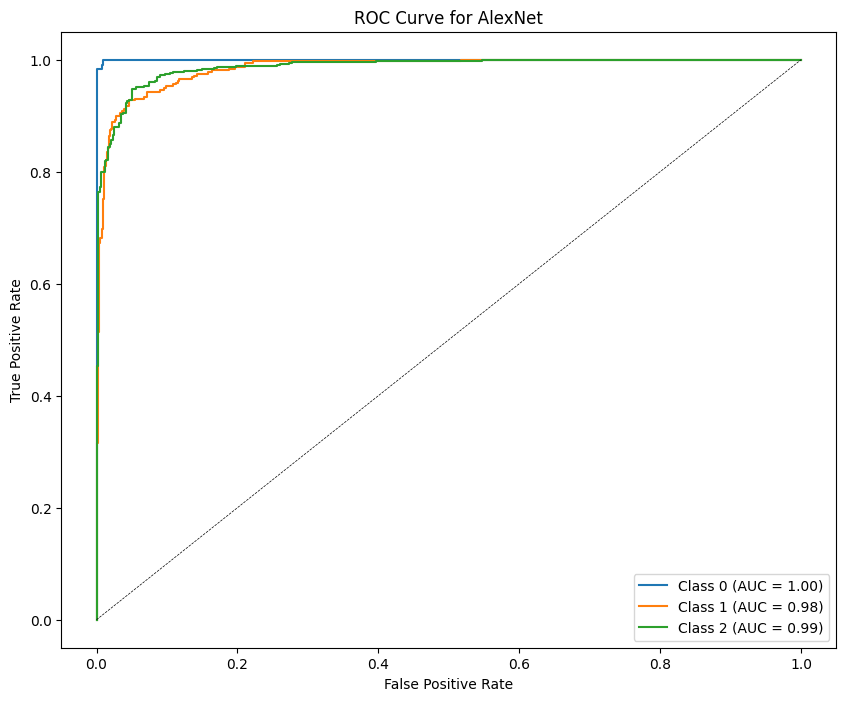 ROC Curve for AlexNet
True Positive Rate
1.0
0.8
0.6
0.4
0.2
0.0
0.0 0.2 0.4 0.6 0.8 1.0
False Positive Rate
Class 0 (AUC = 1.00)
Class 1 (AUC = 0.98)
Class 2 (AUC = 0.99)